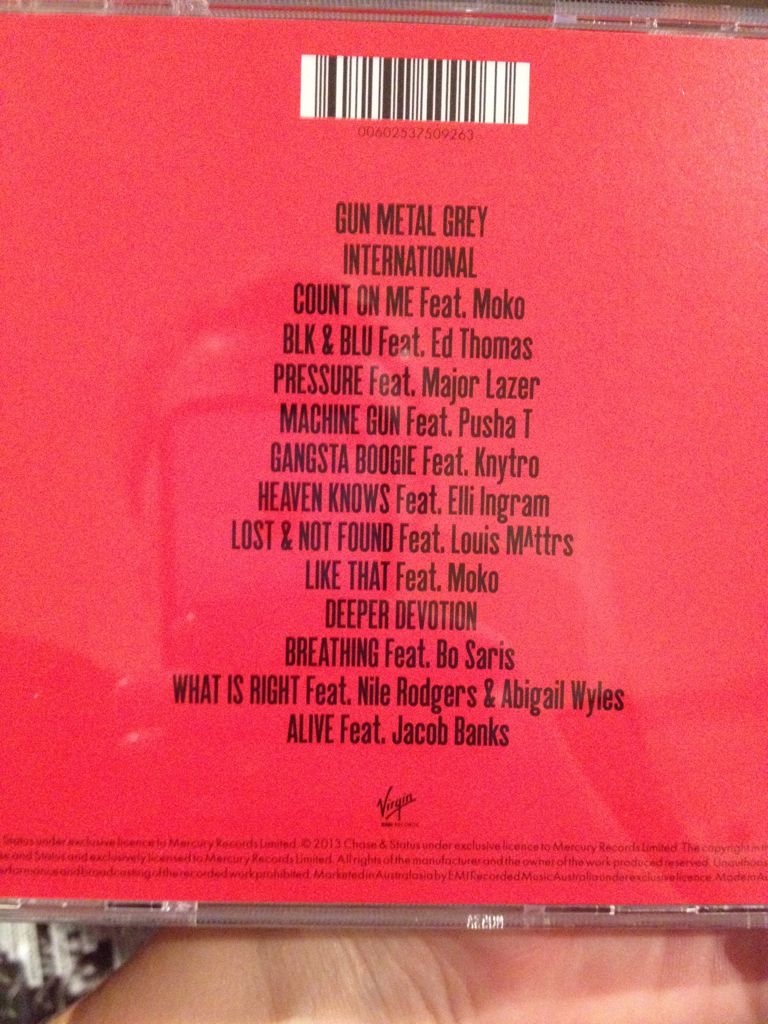 00602537509263
GUN METAL GREY
INTERNATIONAL
COUNT ON ME Feat. Moko
BLK & BLU Feat. Ed Thomas
PRESSURE Feat. Major Lazer
MACHINE GUN Feat. Pusha T
GANGSTA BOOGIE Feat. Knytro
HEAVEN KNOWS Feat. Elli Ingram
LOST & NOT FOUND Feat. Louis M^ttrs
LIKE THAT Feat. Moko
DEEPER DEVOTION
BREATHING Feat. Bo Saris
WHAT IS RIGHT Feat. Nile Rodgers & Abigail Wyles
ALIVE Feat. Jacob Banks
Virgin
Status under exclusive licence to Mercury Records Limited. © 2013 Chase & Status under exclusive licence to Mercury Records Limited. The copyright in
and Status and exclusively licensed to Mercury Records Limited. All rights of the manufacturer and the owner of the work produced reserved.
broadcasting of the recorded work prohibited. Marketed in Australasia by EMI Recorded Music Australia under exclusive licence. Made in